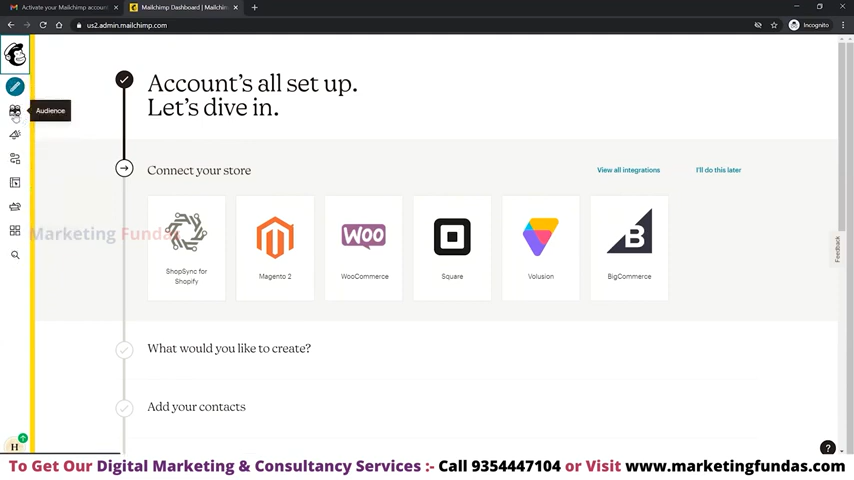 Activate your Mailchimp account
Mailchimp Dashboard | Mailchimp
us2.admin.mailchimp.com
Incognito
Account's all set up.
Let's dive in.
Audience
Connect your store
View all integrations
I'll do this later
Marketing Fundas
WOO
B
ShopSync for
Shopify
Magento 2
WooCommerce
Square
Volusion
BigCommerce
Feedback
What would you like to create?
Add your contacts
H
?
To Get Our Digital Marketing & Consultancy Services :- Call 9354447104 or Visit www.marketingfundas.com